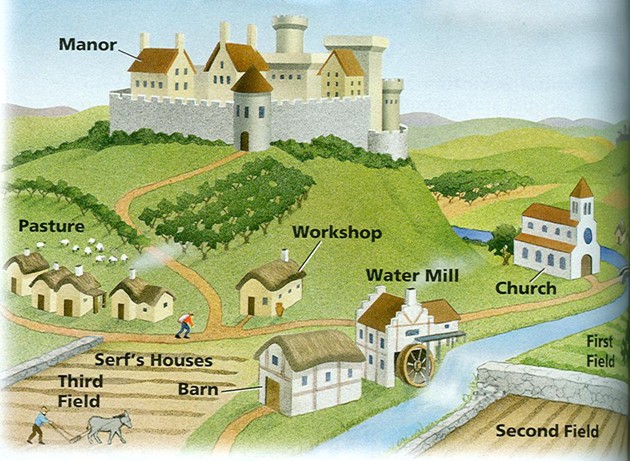 Manor
Pasture
Workshop
Water Mill
Church
Serf's Houses
First
Field
Third
Field
Barn
Second Field